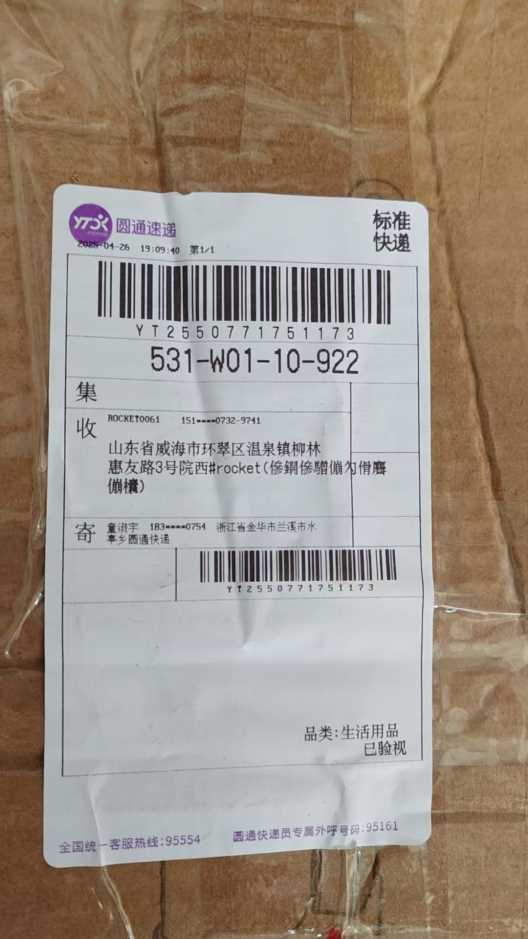 YTO 圆通速递
2025-04-26 19:09:40 第1/1
标准
快递
YT2550771751173
531-W01-10-922
集
收
ROCKET0061 151****0732-9741
山东省威海市环翠区温泉镇柳林
惠友路3号院西#rocket(
寄
183****0754 浙江省金华市兰溪市水
亭乡圆通快递
YT2550771751173
品类:生活用品
已验视
全国统一客服热线:95554
圆通快递员专属外呼号码:95161